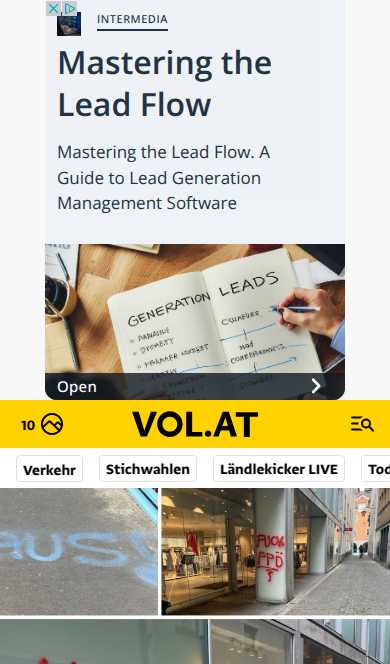 INTERMEDIA
Mastering the
Lead Flow
Mastering the Lead Flow. A
Guide to Lead Generation
Management Software
GENERATION LEADS
Open
10
VOL.AT
Verkehr
Stichwahlen
Ländlekicker LIVE
Tod
AUS
FUCK
FPÖ